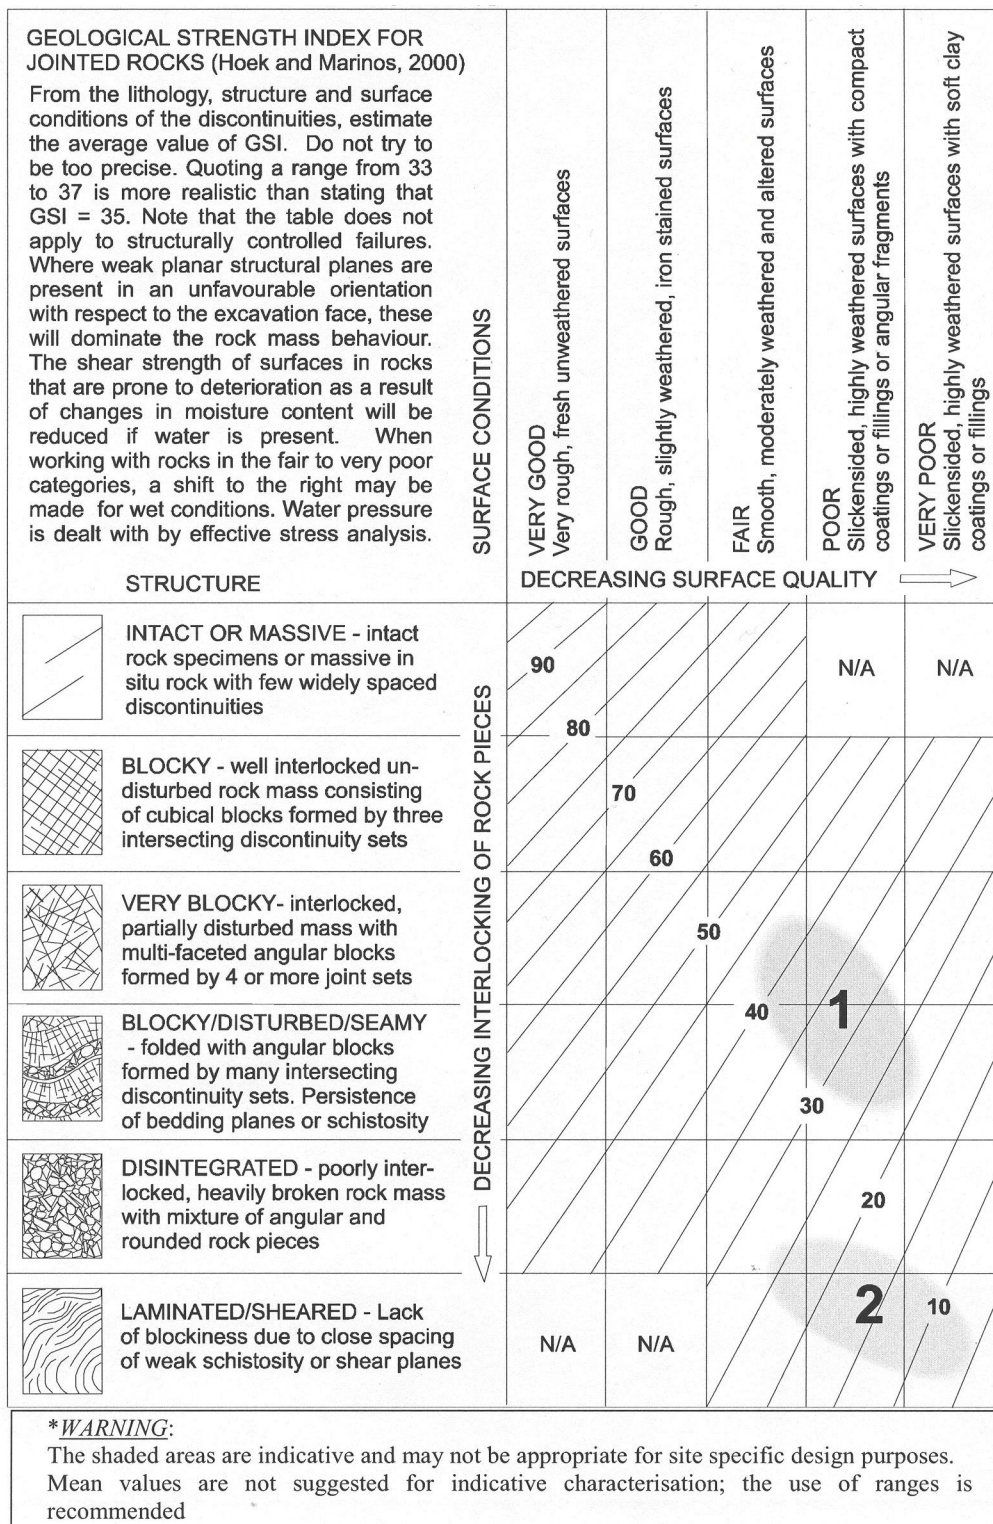 GEOLOGICAL STRENGTH INDEX FOR
JOINTED ROCKS (Hoek and Marinos, 2000)
From the lithology, structure and surface
conditions of the discontinuities, estimate
the average value of GSI. Do not try to
be too precise. Quoting a range from 33
to 37 is more realistic than stating that
GSI = 35. Note that the table does not
apply to structurally controlled failures.
Where weak planar structural planes are
present in an unfavourable orientation
with respect to the excavation face, these
will dominate the rock mass behaviour.
The shear strength of surfaces in rocks
that are prone to deterioration as a result
of changes in moisture content will be
reduced if water is present. When
working with rocks in the fair to very poor
categories, a shift to the right may be
made for wet conditions. Water pressure
is dealt with by effective stress analysis.
STRUCTURE
SURFACE CONDITIONS
VERY GOOD
Very rough, fresh unweathered surfaces
GOOD
Rough, slightly weathered, iron stained surfaces
FAIR
Smooth, moderately weathered and altered surfaces
POOR
Slickensided, highly weathered surfaces with compact
coatings or fillings or angular fragments
VERY POOR
Slickensided, highly weathered surfaces with soft clay
coatings or fillings
DECREASING SURFACE QUALITY
DECREASING INTERLOCKING OF ROCK PIECES
INTACT OR MASSIVE - intact
rock specimens or massive in
situ rock with few widely spaced
discontinuities
90
N/A
N/A
80
BLOCKY - well interlocked un-
disturbed rock mass consisting
of cubical blocks formed by three
intersecting discontinuity sets
70
60
VERY BLOCKY- interlocked,
partially disturbed mass with
multi-faceted angular blocks
formed by 4 or more joint sets
50
1
40
BLOCKY/DISTURBED/SEAMY
- folded with angular blocks
formed by many intersecting
discontinuity sets. Persistence
of bedding planes or schistosity
30
DISINTEGRATED - poorly inter-
locked, heavily broken rock mass
with mixture of angular and
rounded rock pieces
20
LAMINATED/SHEARED - Lack
of blockiness due to close spacing
of weak schistosity or shear planes
N/A
N/A
2
10
*WARNING:
The shaded areas are indicative and may not be appropriate for site specific design purposes.
Mean values are not suggested for indicative characterisation; the use of ranges is
recommended